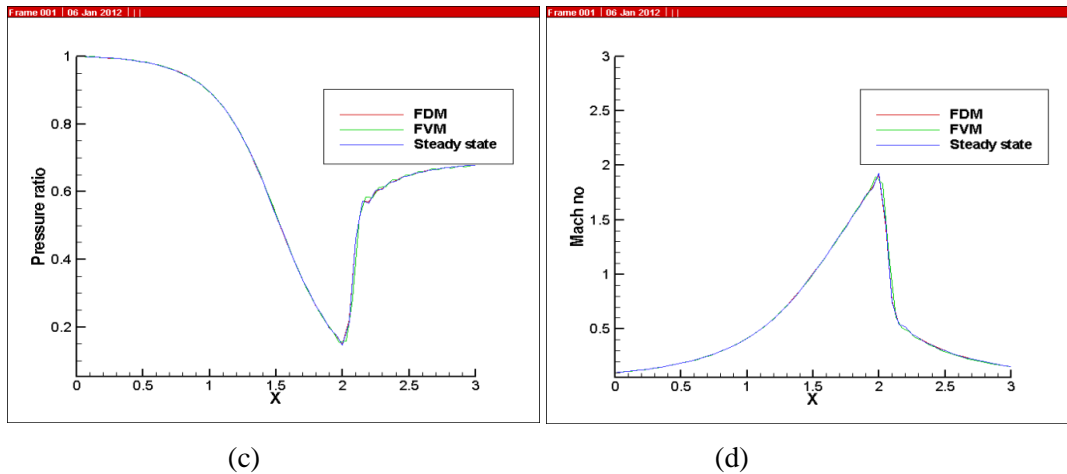 Frame 001 | 06 Jan 2012 | | |
1
0.8
0.6
0.4
0.2
Pressure ratio
FDM
FVM
Steady state
0
0.5
1
1.5
2
2.5
3
X
(c)
Frame 001 | 06 Jan 2012 | | |
3
2.5
2
1.5
1
0.5
Mach no
FDM
FVM
Steady state
0
0.5
1
1.5
2
2.5
3
X
(d)